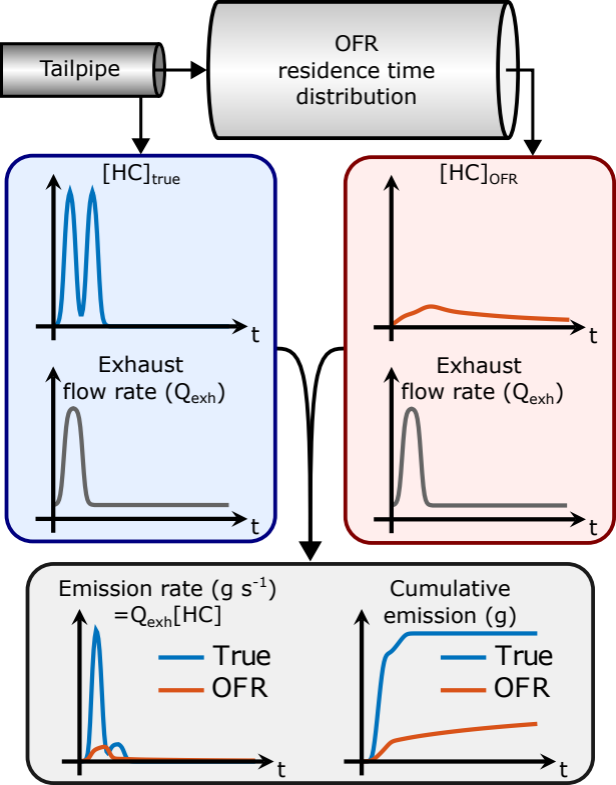 Tailpipe
OFR
residence time
distribution
[HC]true
t
Exhaust
flow rate (Qexh)
t
[HC]OFR
t
Exhaust
flow rate (Qexh)
t
Emission rate (g s⁻¹)
=Qexh[HC]
True
OFR
t
Cumulative
emission (g)
True
OFR
t